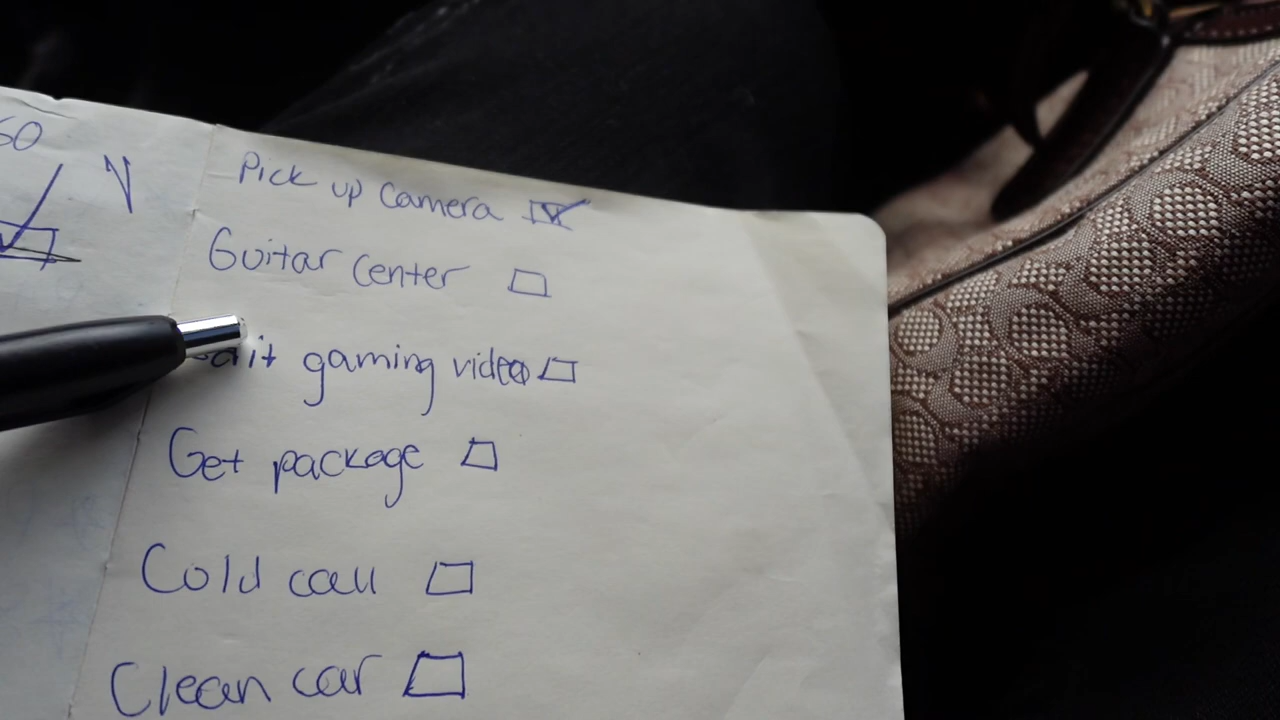 Pick up camera
Guitar center
gaming video
Get package
Cold call
Clean car